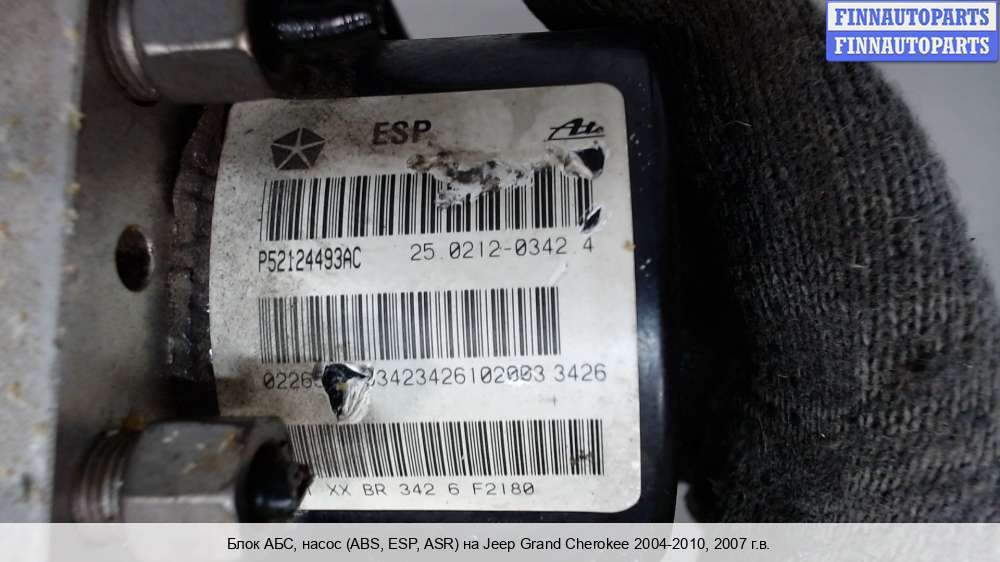 FINNAUTOPARTS
FINNAUTOPARTS
ESP
Ate
P52124493AC
25.0212-0342.4
03423426102003 3426
XX BR 342 6 F2180
Блок АБС, насос (ABS, ESP, ASR) на Jeep Grand Cherokee 2004-2010, 2007 г.в.